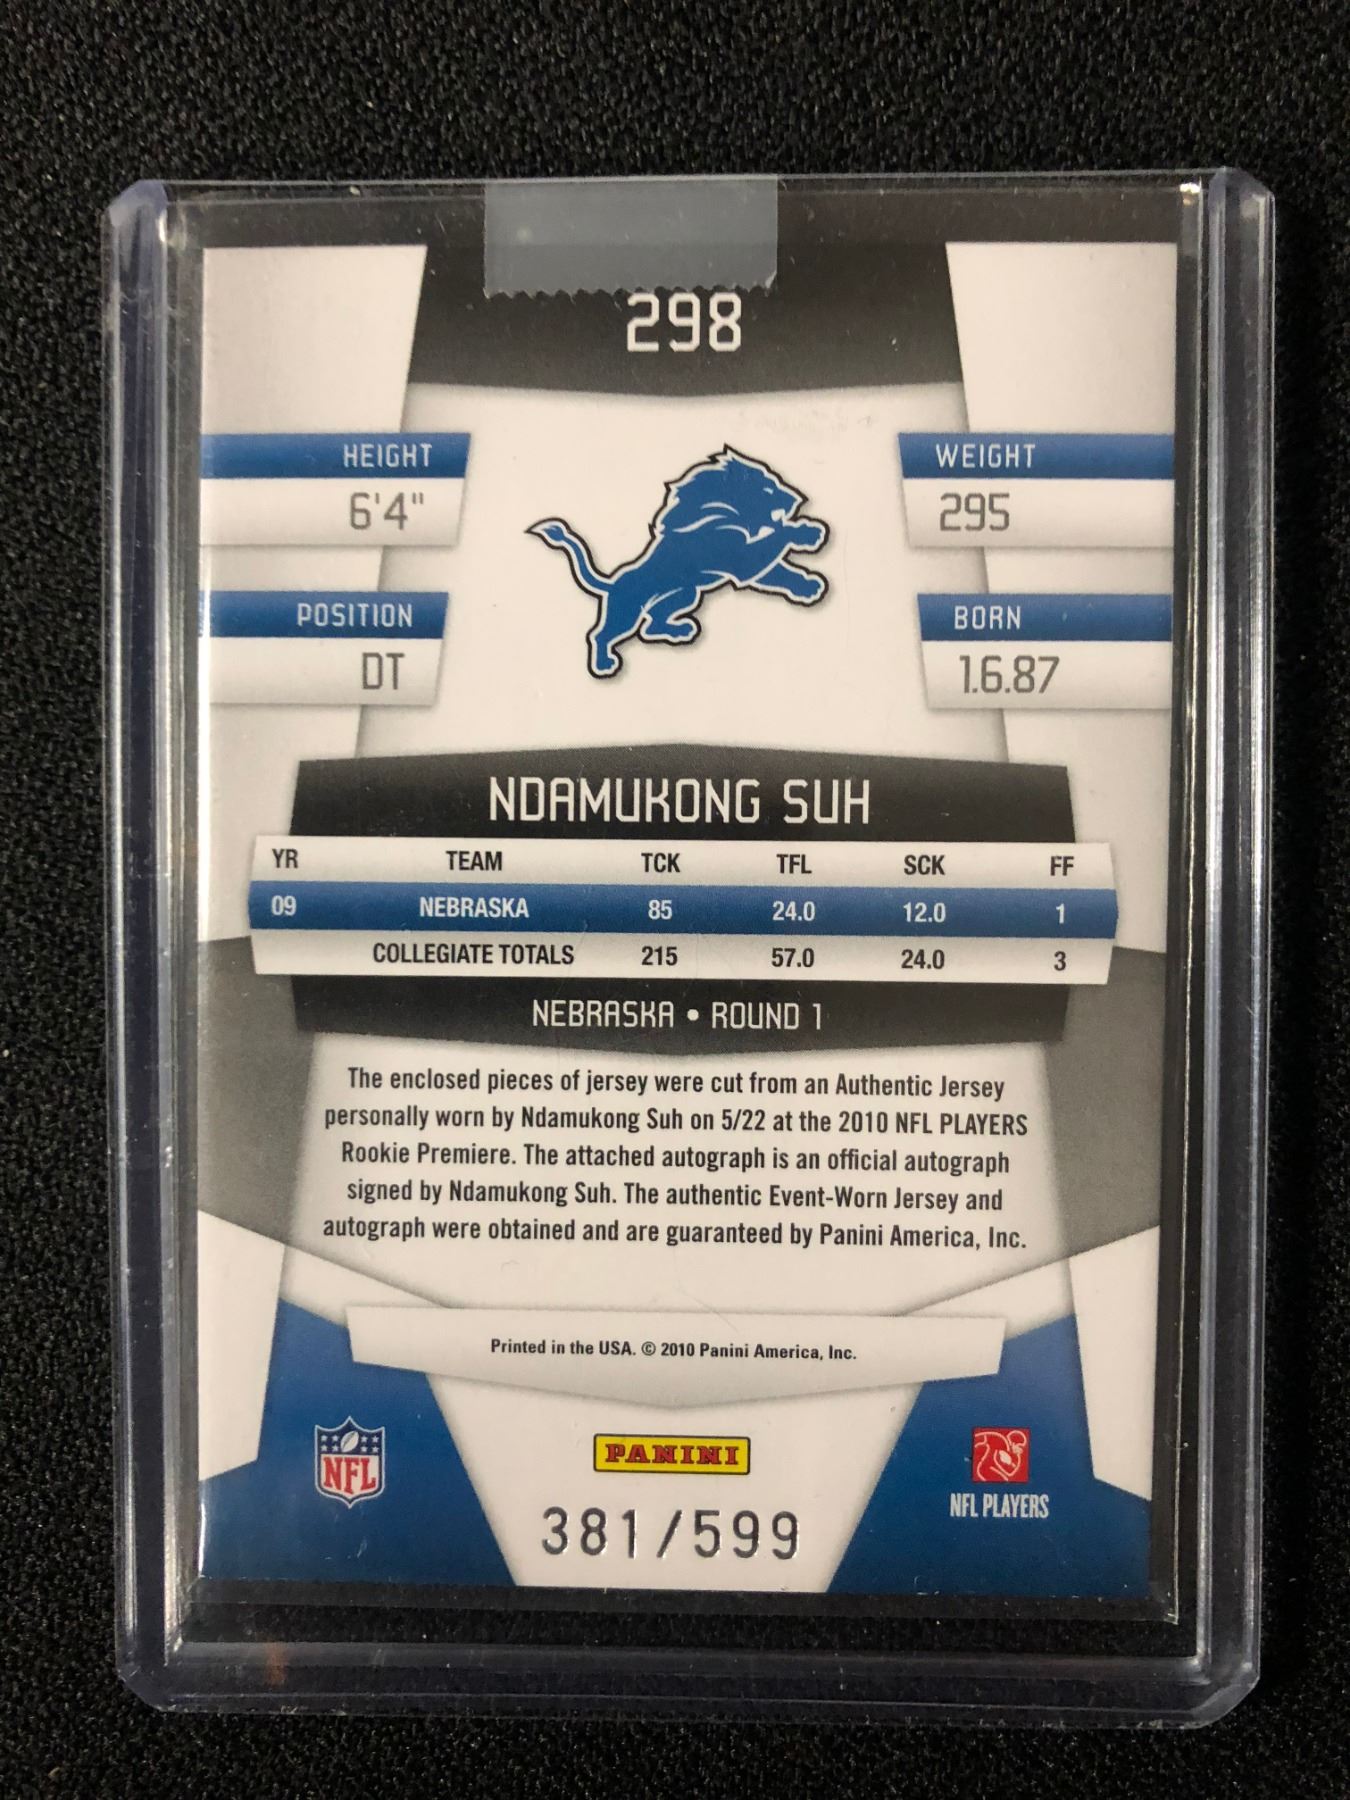 298
HEIGHT
6'4"
WEIGHT
295
POSITION
DT
BORN
1.6.87
NDAMUKONG SUH
YR TEAM TCK TFL SCK FF
09 NEBRASKA 85 24.0 12.0 1
COLLEGIATE TOTALS 215 57.0 24.0 3
NEBRASKA • ROUND 1
The enclosed pieces of jersey were cut from an Authentic Jersey
personally worn by Ndamukong Suh on 5/22 at the 2010 NFL PLAYERS
Rookie Premiere. The attached autograph is an official autograph
signed by Ndamukong Suh. The authentic Event-Worn Jersey and
autograph were obtained and are guaranteed by Panini America, Inc.
Printed in the USA. © 2010 Panini America, Inc.
NFL
PANINI
NFL PLAYERS
381/599